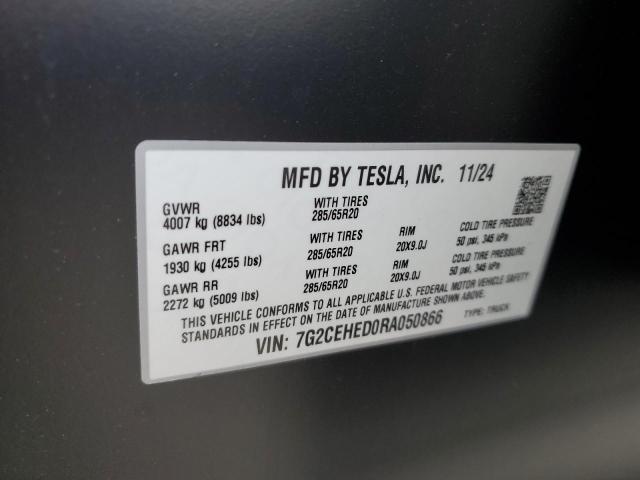 MFD BY TESLA, INC. 11/24
GVWR WITH TIRES
4007 kg (8834 lbs) 285/65R20
GAWR FRT WITH TIRES RIM COLD TIRE PRESSURE
1930 kg (4255 lbs) 285/65R20 20X9.0J 50 psi, 345 kPa
GAWR RR WITH TIRES RIM COLD TIRE PRESSURE
2272 kg (5009 lbs) 285/65R20 20X9.0J 50 psi, 345 kPa
THIS VEHICLE CONFORMS TO ALL APPLICABLE U.S. FEDERAL MOTOR VEHICLE SAFETY
STANDARDS IN EFFECT ON THE DATE OF MANUFACTURE SHOWN ABOVE.
VIN: 7G2CEHED0RA050866 TYPE: TRUCK